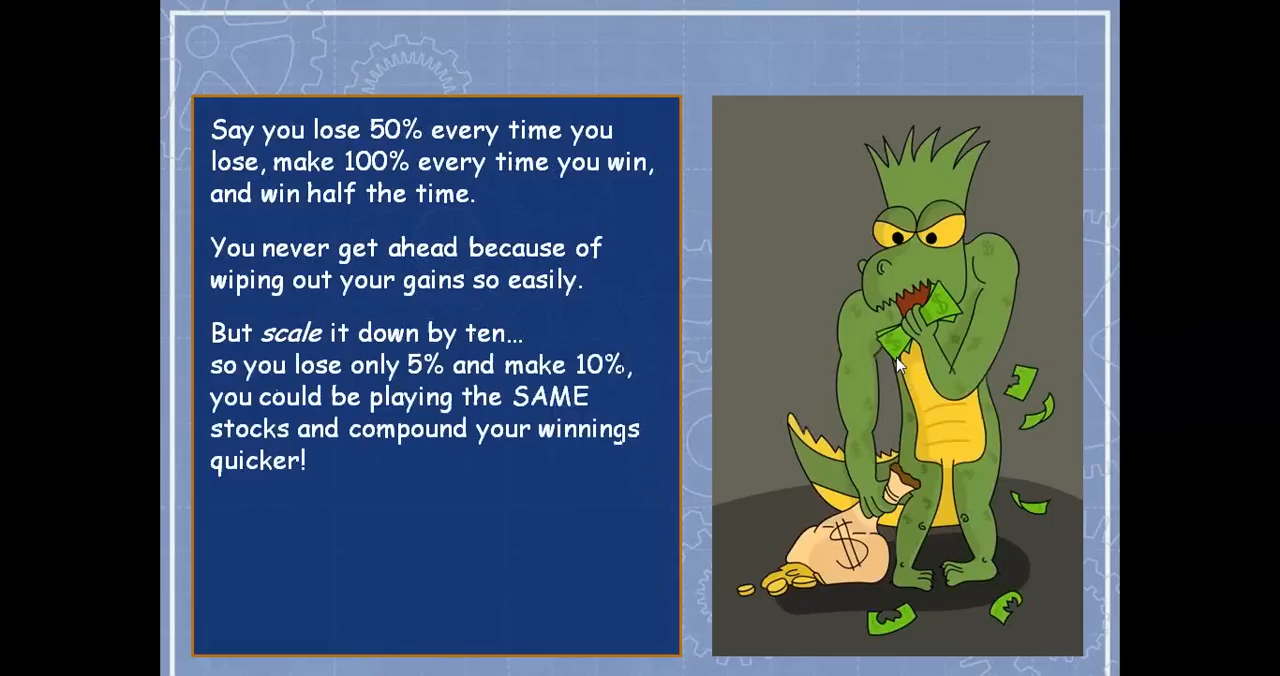 Say you lose 50% every time you
lose, make 100% every time you win,
and win half the time.
You never get ahead because of
wiping out your gains so easily.
But scale it down by ten...
so you lose only 5% and make 10%,
you could be playing the SAME
stocks and compound your winnings
quicker!
$
$
$